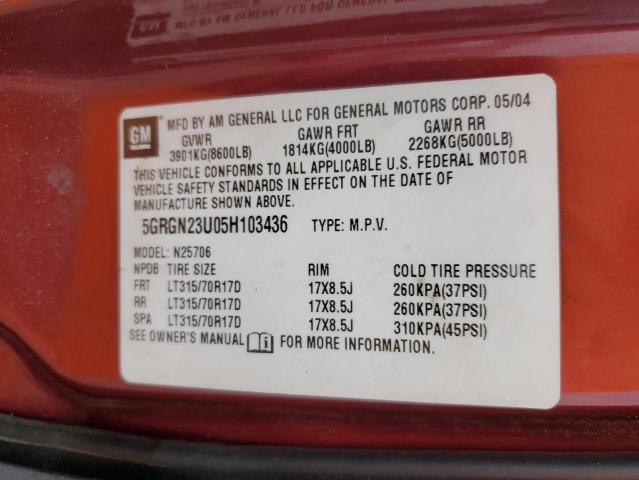 GM
MFD BY AM GENERAL LLC FOR GENERAL MOTORS CORP. 05/04
GVWR GAWR FRT GAWR RR
3901KG(8600LB) 1814KG(4000LB) 2268KG(5000LB)
THIS VEHICLE CONFORMS TO ALL APPLICABLE U.S. FEDERAL MOTOR
VEHICLE SAFETY STANDARDS IN EFFECT ON THE DATE OF
MANUFACTURE SHOWN ABOVE.
5GRGN23U05H103436 TYPE: M.P.V.
MODEL: N25706
NPDB TIRE SIZE RIM COLD TIRE PRESSURE
FRT LT315/70R17D 17X8.5J 260KPA(37PSI)
RR LT315/70R17D 17X8.5J 260KPA(37PSI)
SPA LT315/70R17D 17X8.5J 310KPA(45PSI)
SEE OWNER'S MANUAL i FOR MORE INFORMATION.